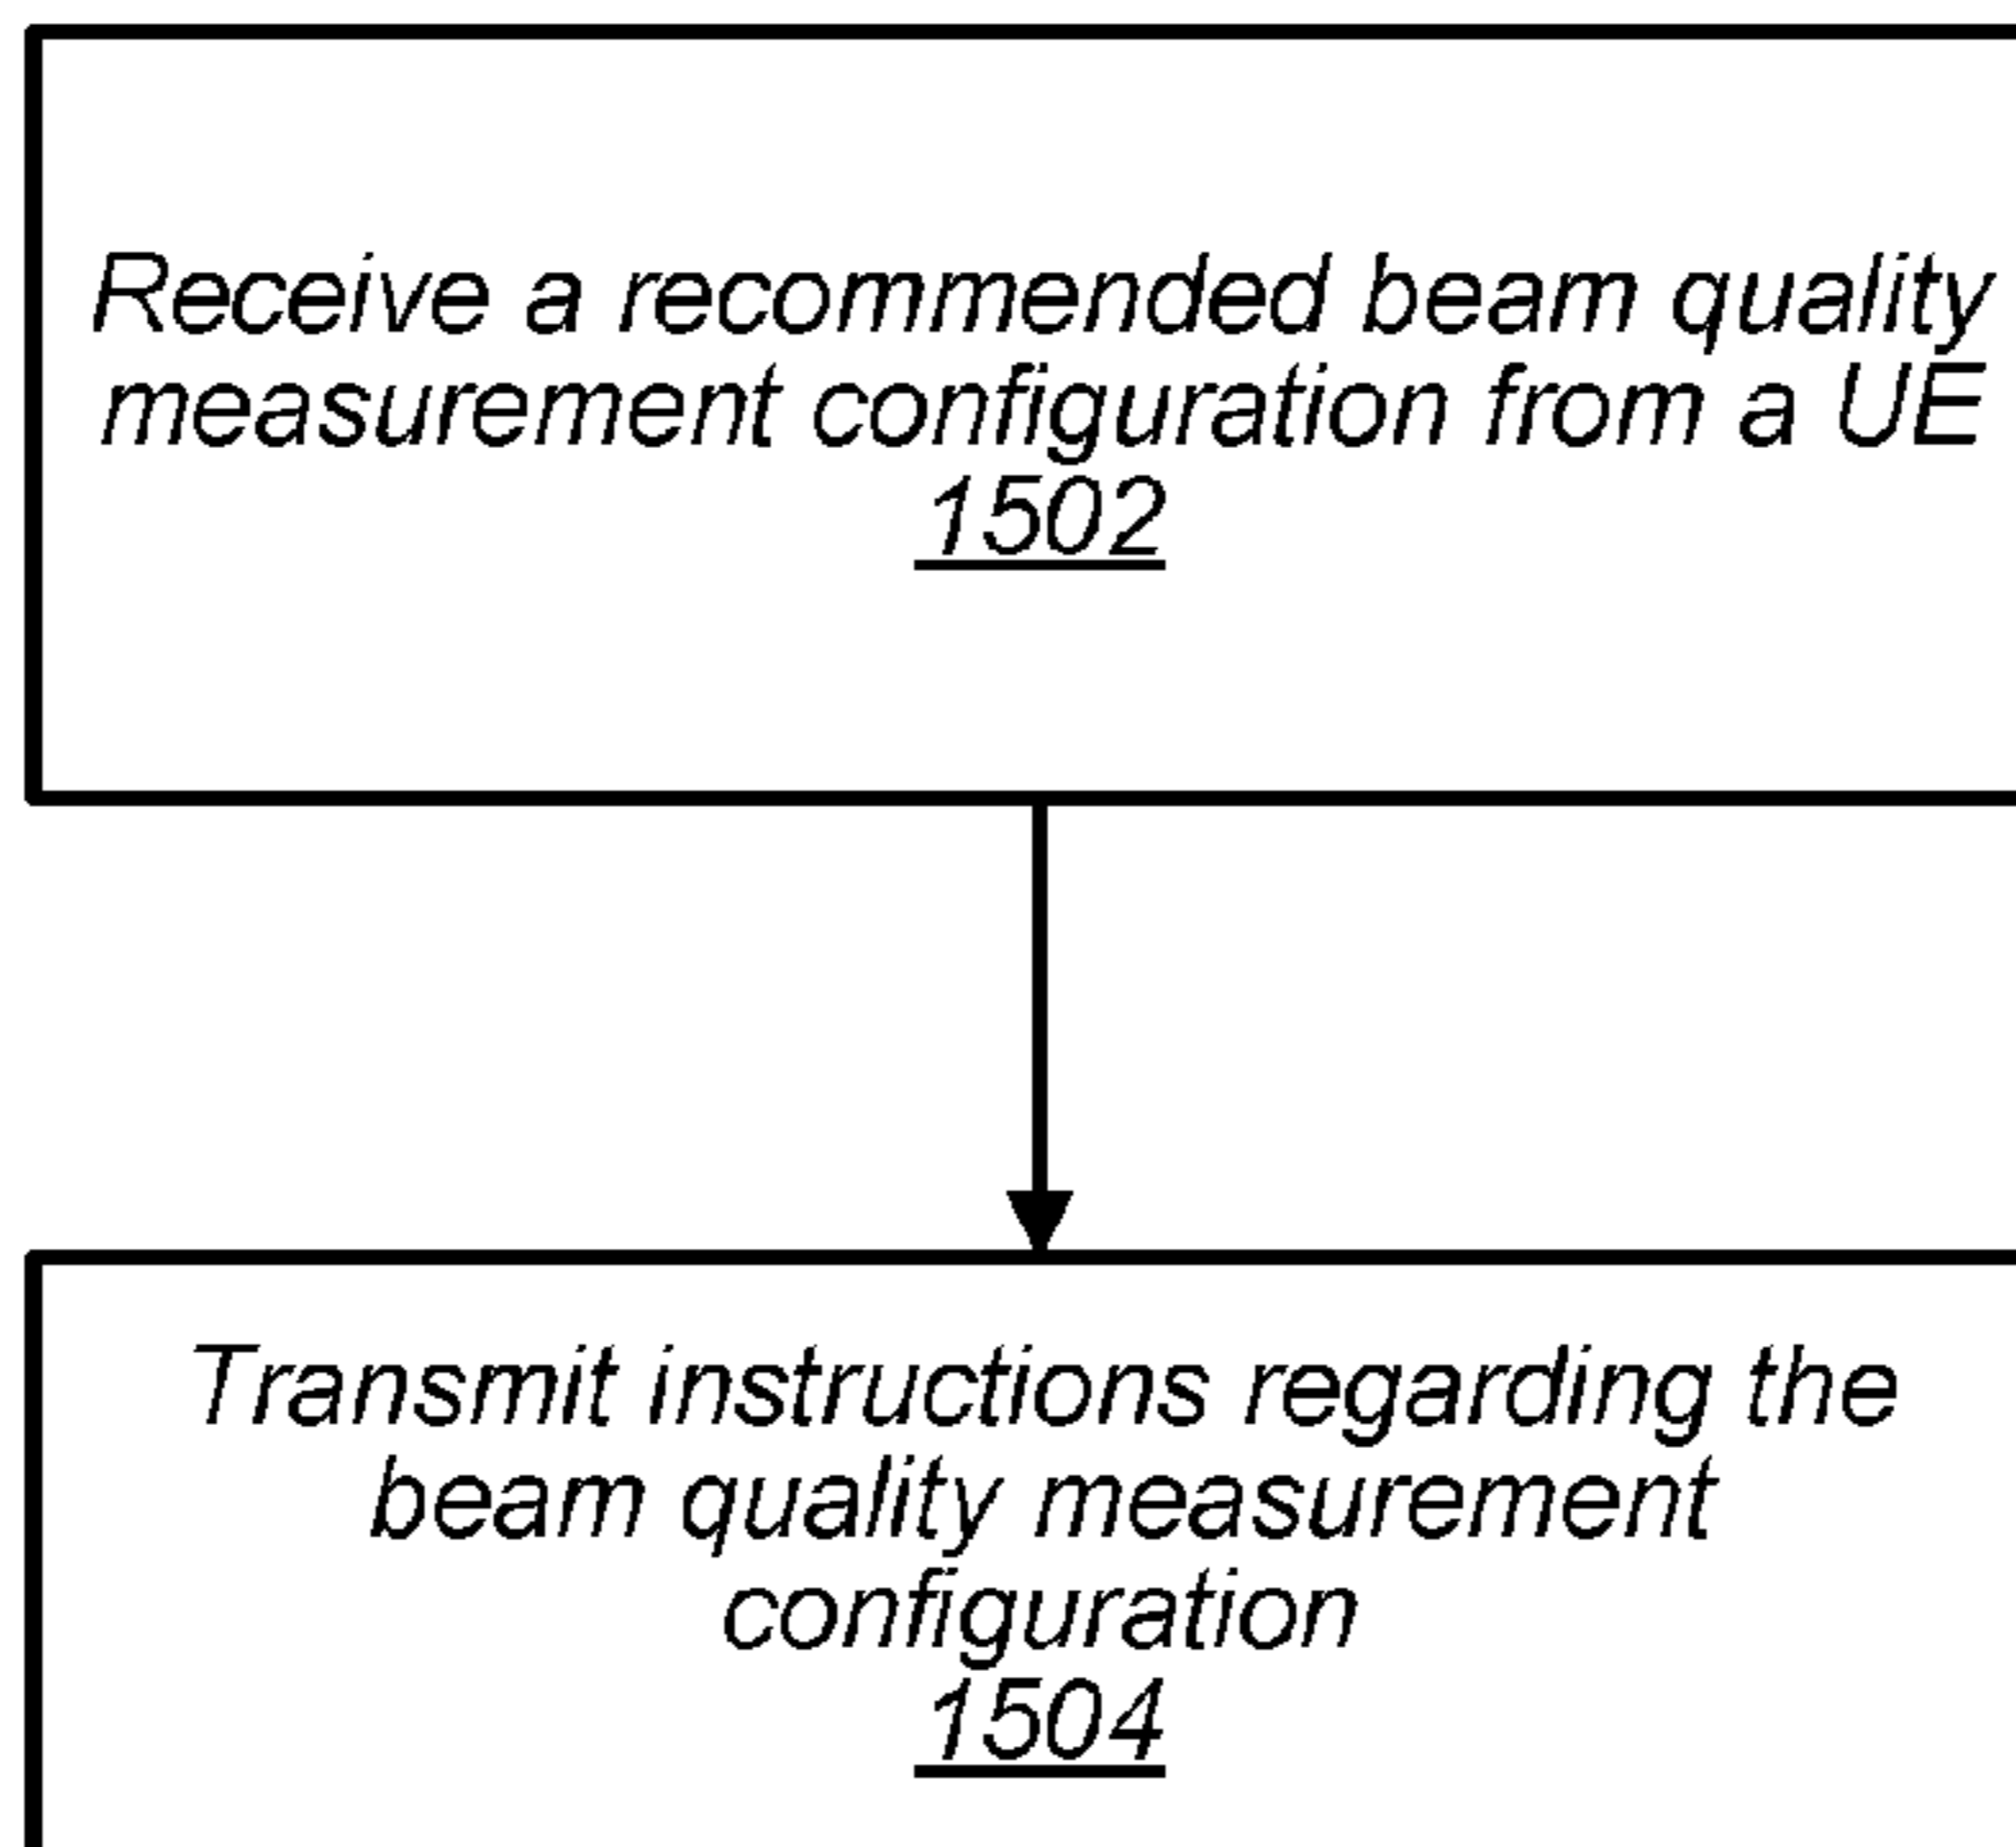 Receive a recommended beam quality
measurement configuration from a UE
1502
Transmit instructions regarding the
beam quality measurement
configuration
1504